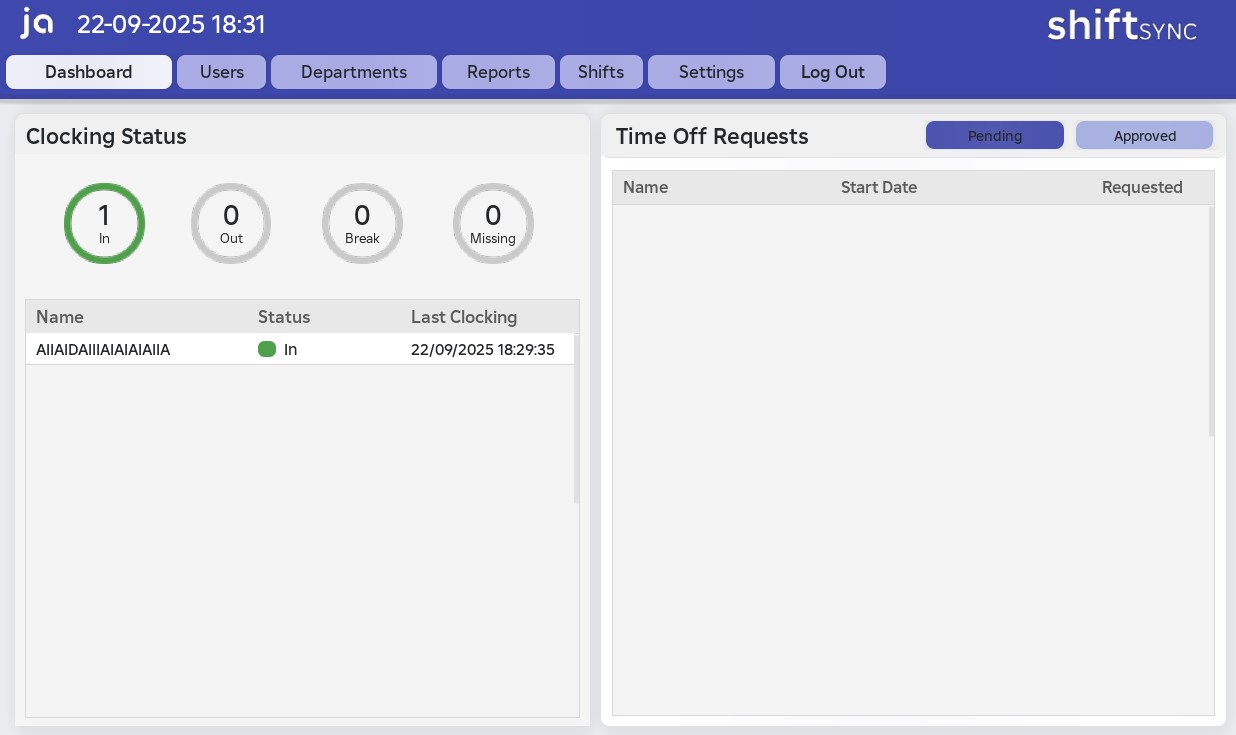 ja 22-09-2025 18:31
shiftSYNC
Dashboard Users Departments Reports Shifts Settings Log Out
Clocking Status
1 0 0 0
In Out Break Missing
Name Status Last Clocking
AIIAIDAIIIAIAIAIAIIA In 22/09/2025 18:29:35
Time Off Requests Pending Approved
Name Start Date Requested